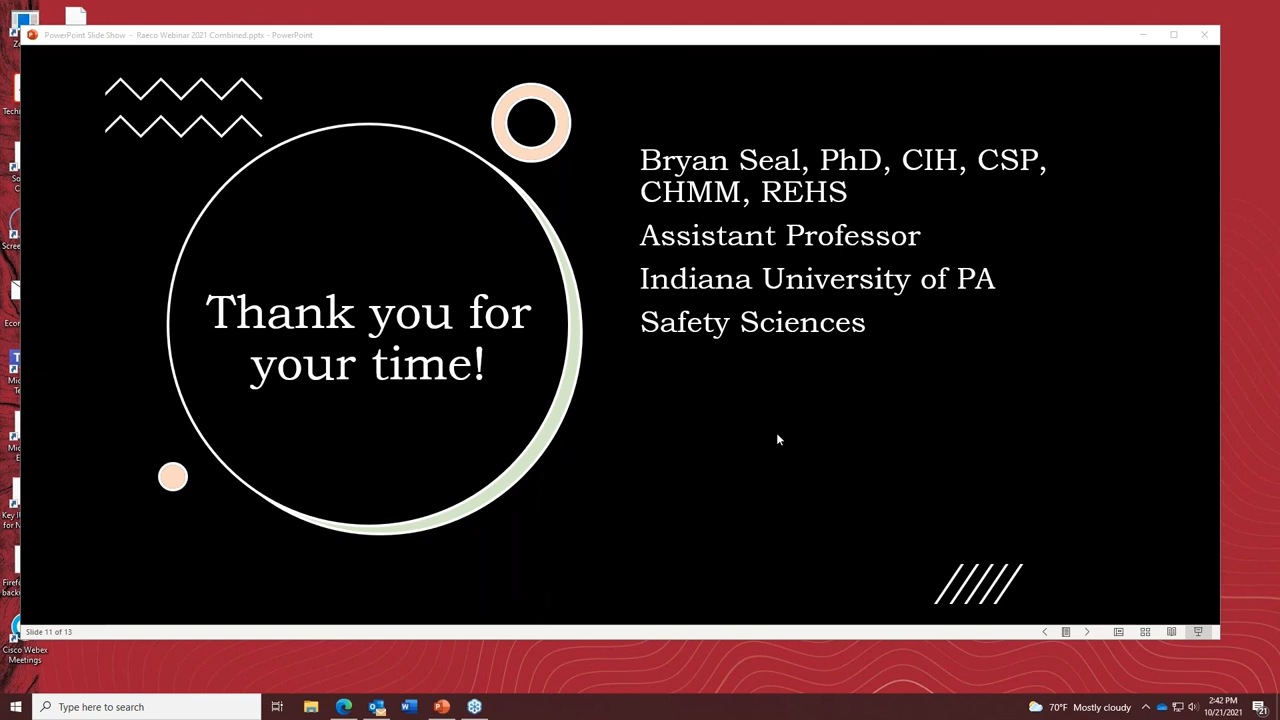 PowerPoint Slide Show - Raeco Webinar 2021 Combined.pptx - PowerPoint
Thank you for
your time!
Bryan Seal, PhD, CIH, CSP,
CHMM, REHS
Assistant Professor
Indiana University of PA
Safety Sciences
Slide 11 of 13
Cisco Webex
Meetings
Type here to search
70°F Mostly cloudy
2:42 PM
10/21/2021
21